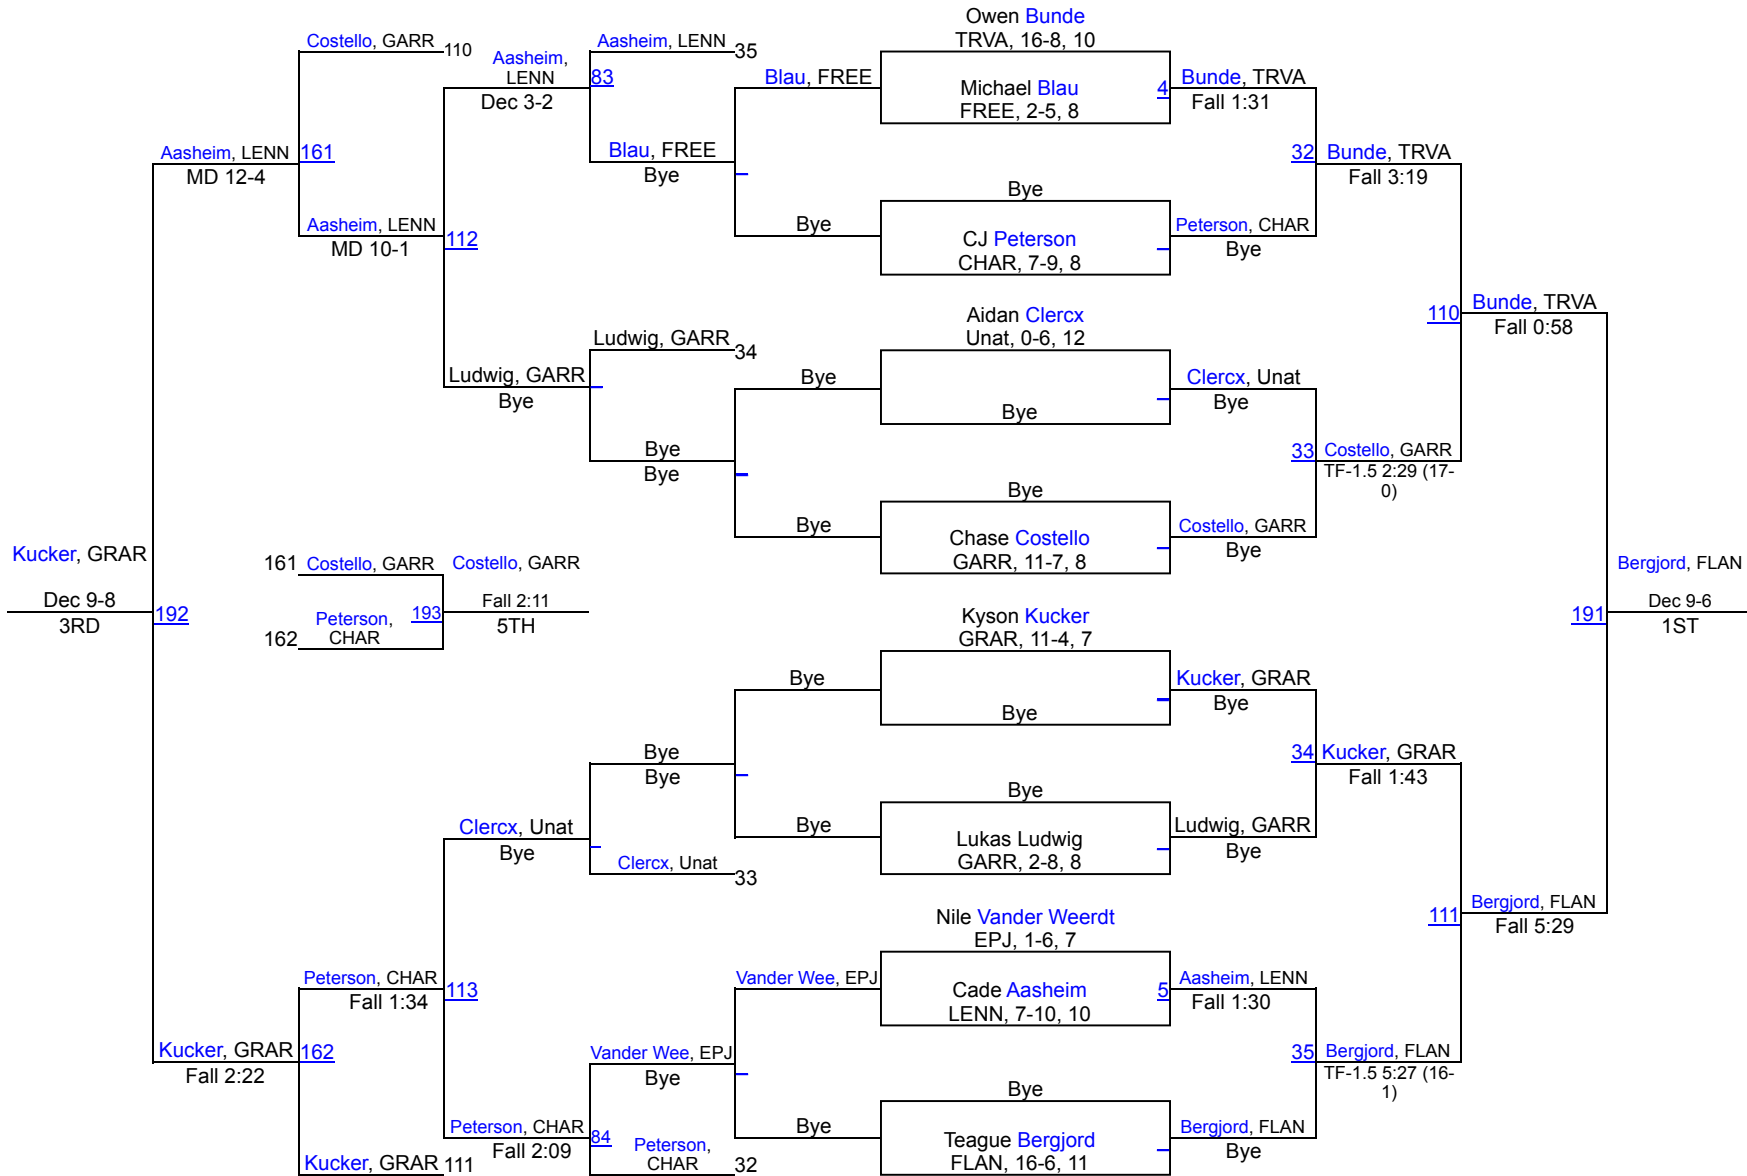 Owen Bunde
TRVA, 16-8, 10
Costello, GARR 110
Aasheim, LENN 35
Aasheim,
LENN
83
Dec 3-2
Blau, FREE
Michael Blau
FREE, 2-5, 8
4
Bunde, TRVA
Fall 1:31
Aasheim, LENN
161
MD 12-4
Blau, FREE
Bye
32
Bunde, TRVA
Fall 3:19
Aasheim, LENN
112
MD 10-1
Bye
Bye
CJ Peterson
CHAR, 7-9, 8
Peterson, CHAR
Bye
Aidan Clercx
Unat, 0-6, 12
110
Bunde, TRVA
Fall 0:58
Ludwig, GARR 34
Ludwig, GARR
Bye
Bye
Bye
Clercx, Unat
Bye
Bye
Bye
33
Costello, GARR
TF-1.5 2:29 (17-
0)
Bye
Bye
Chase Costello
GARR, 11-7, 8
Costello, GARR
Bye
Kucker, GRAR
Dec 9-8
3RD
192
161 Costello, GARR
162
Peterson,
CHAR
193
Costello, GARR
Fall 2:11
5TH
Bergjord, FLAN
191
Dec 9-6
1ST
Kyson Kucker
GRAR, 11-4, 7
Bye
Bye
Kucker, GRAR
Bye
Bye
Bye
34
Kucker, GRAR
Fall 1:43
Clercx, Unat
Bye
Bye
Bye
Lukas Ludwig
GARR, 2-8, 8
Ludwig, GARR
Bye
Clercx, Unat 33
Nile Vander Weerdt
EPJ, 1-6, 7
111
Bergjord, FLAN
Fall 5:29
Peterson, CHAR
113
Fall 1:34
Vander Wee, EPJ
Cade Aasheim
LENN, 7-10, 10
5
Aasheim, LENN
Fall 1:30
Kucker, GRAR
162
Fall 2:22
Vander Wee, EPJ
Bye
35
Bergjord, FLAN
TF-1.5 5:27 (16-
1)
Peterson, CHAR
84
Fall 2:09
Peterson,
CHAR
32
Bye
Bye
Teague Bergjord
FLAN, 16-6, 11
Bergjord, FLAN
Bye
Kucker, GRAR 111